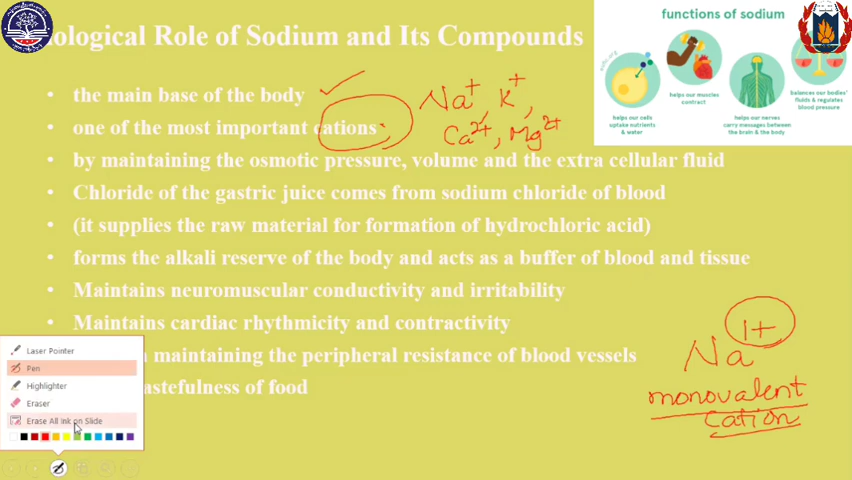 ological Role of Sodium and Its Compounds
the main base of the body
one of the most important cations
by maintaining the osmotic pressure, volume and the extra cellular fluid
Chloride of the gastric juice comes from sodium chloride of blood
(it supplies the raw material for formation of hydrochloric acid)
forms the alkali reserve of the body and acts as a buffer of blood and tissue
Maintains neuromuscular conductivity and irritability
Maintains cardiac rhythmicity and contractivity
maintaining the peripheral resistance of blood vessels
tastefulness of food
Na⁺, K⁺,
Ca²⁺, Mg²⁺
functions of sodium
helps our cells
uptake nutrients
& water
helps our muscles
contract
helps our nerves
carry messages between
the brain & the body
balances our bodies'
fluids & regulates
blood pressure
Na¹⁺
monovalent
cation
Laser Pointer
Pen
Highlighter
Eraser
Erase All Ink on Slide